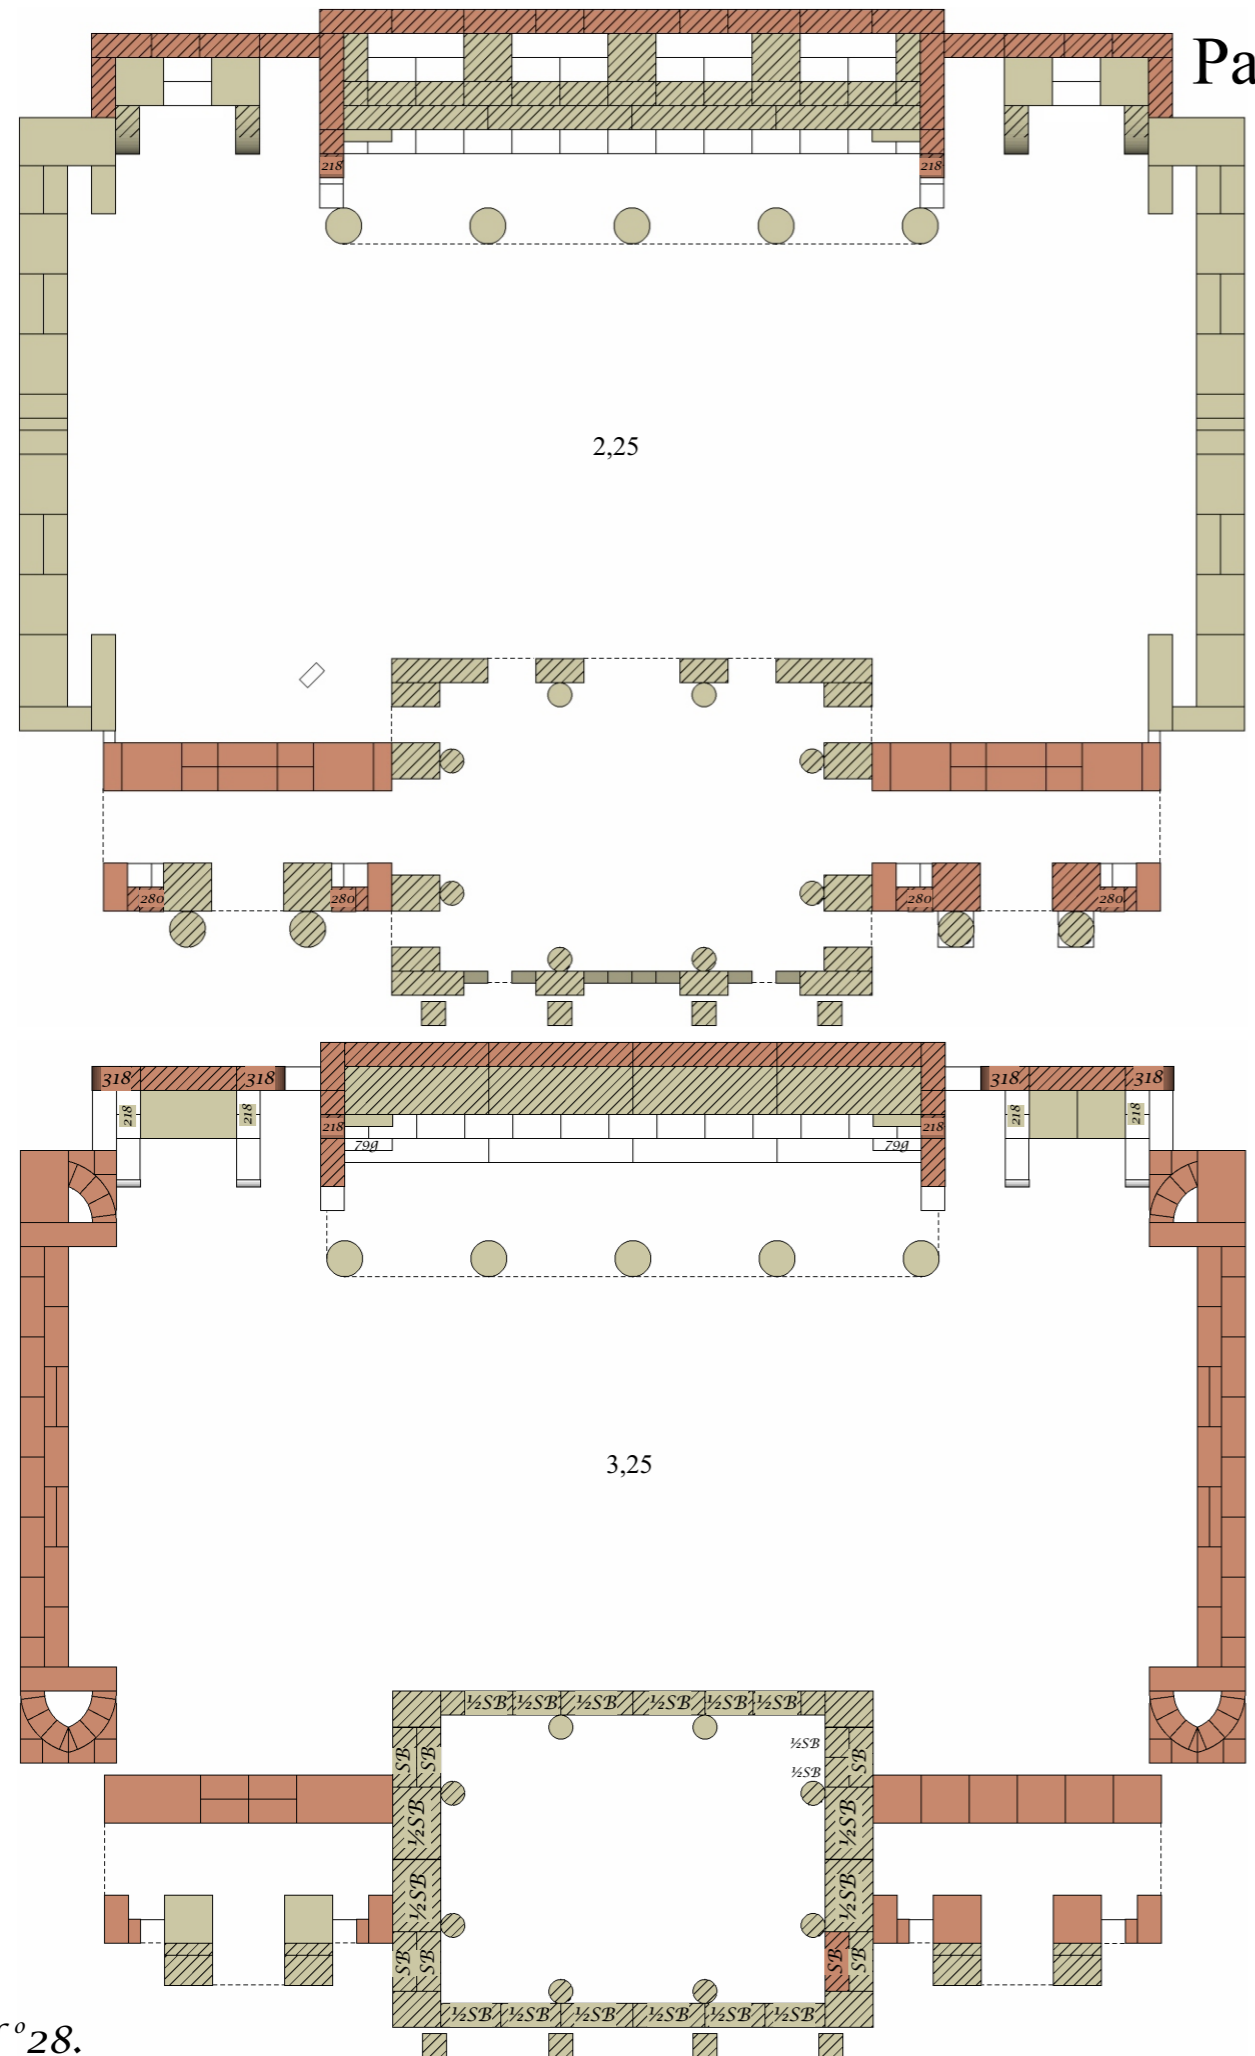 Pa
218 218
2,25
280 280 280 280
318 318 318 318
218 218 218 218
218 218
79g 79g
3,25
½SB ½SB ½SB ½SB ½SB ½SB
½SB
SB SB SB
½SB
½SB ½SB
½SB ½SB
SB SB SB SB
½SB ½SB ½SB ½SB ½SB ½SB
°28.